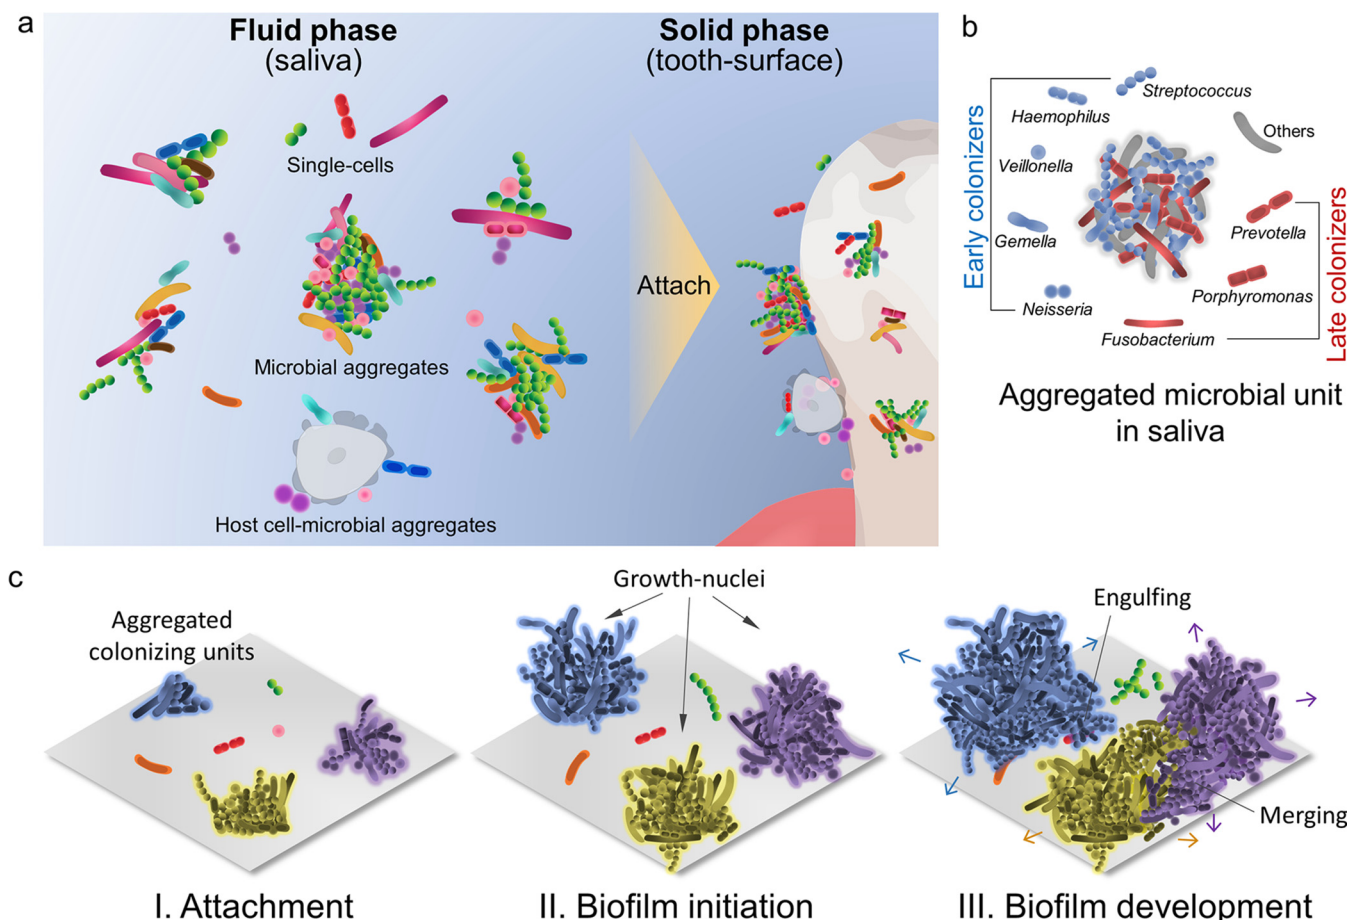 a
Fluid phase
(saliva)
Solid phase
(tooth-surface)
Single-cells
Attach
Microbial aggregates
Host cell-microbial aggregates
b
Early colonizers
Streptococcus
Haemophilus
Others
Veillonella
Gemella
Prevotella
Porphyromonas
Neisseria
Fusobacterium
Late colonizers
Aggregated microbial unit
in saliva
c
Aggregated
colonizing units
Growth-nuclei
Engulfing
Merging
I. Attachment
II. Biofilm initiation
III. Biofilm development